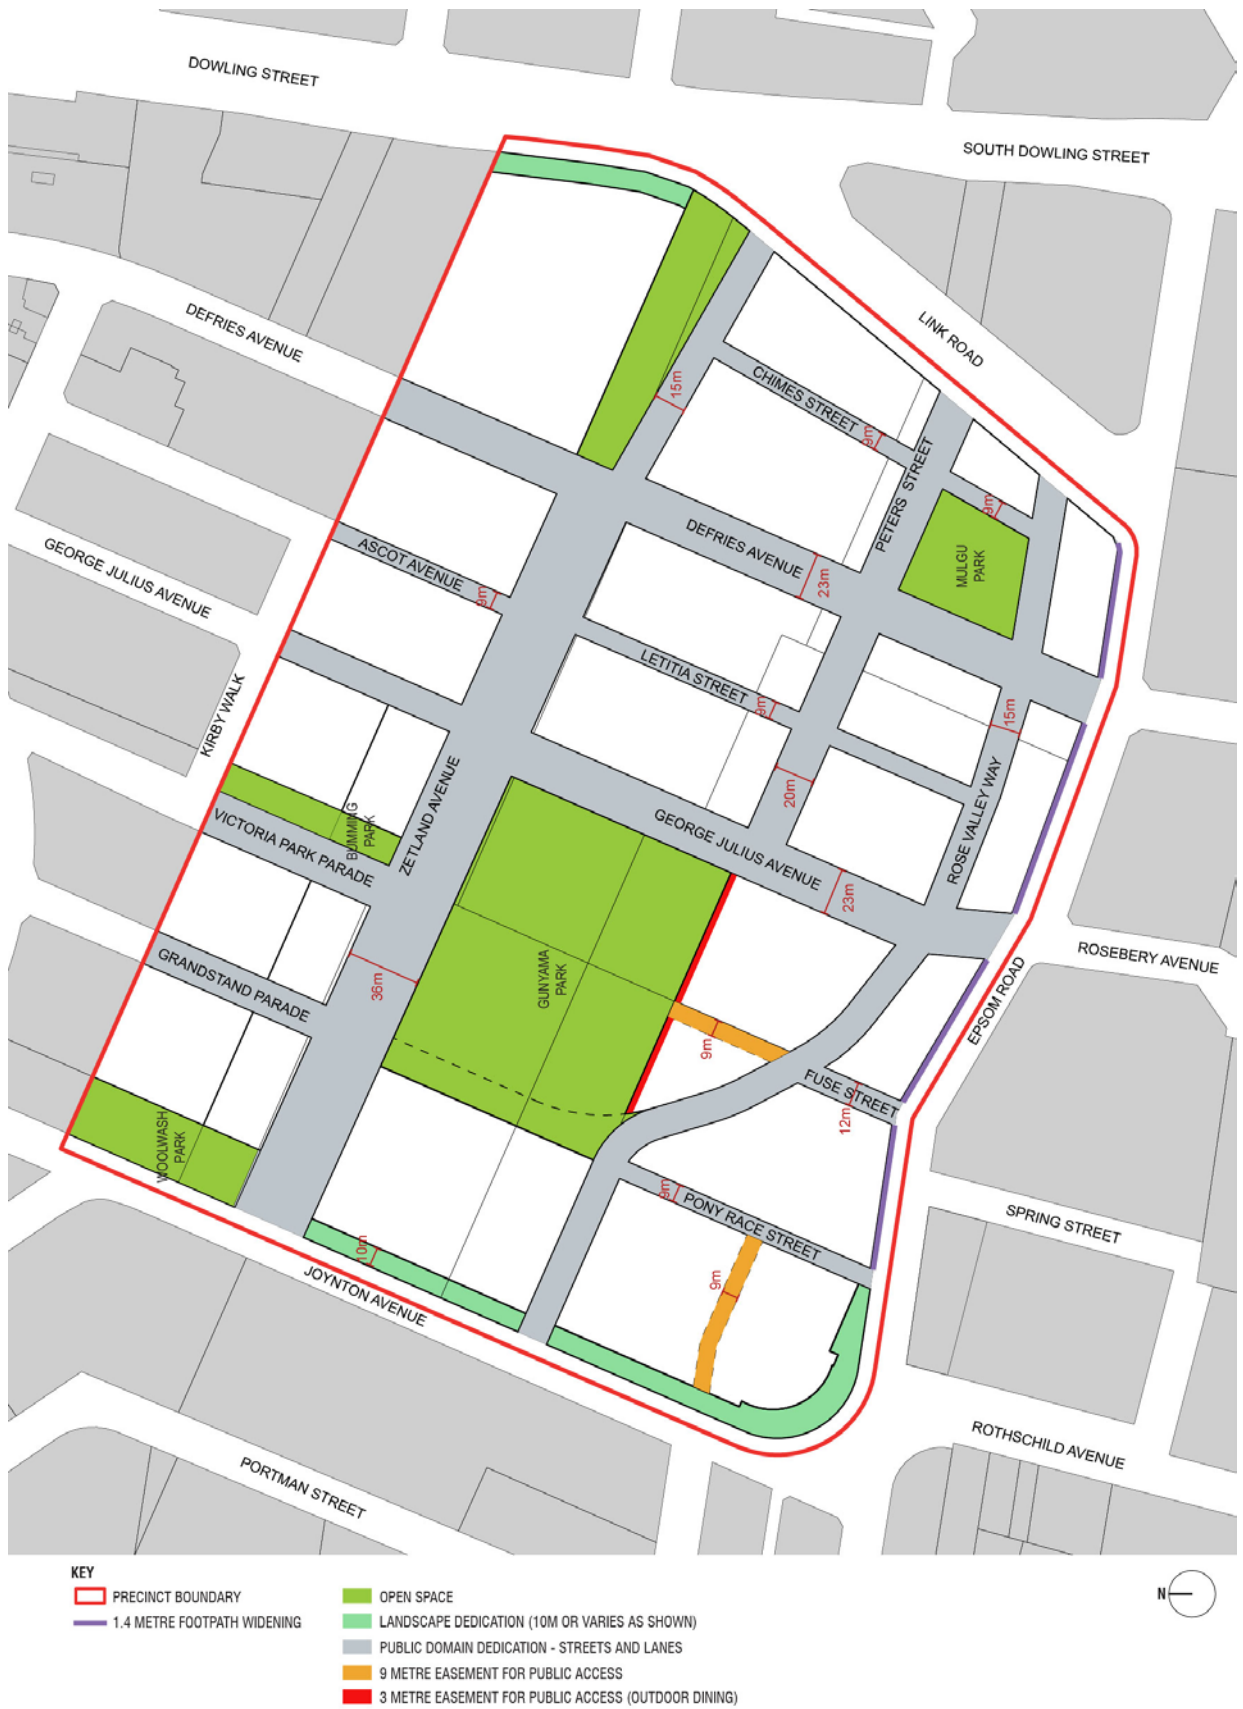 DOWLING STREET
SOUTH DOWLING STREET
LINK ROAD
DEFRIES AVENUE
CHIMES STREET
15m
9m
PETERS STREET
9m
MULGU
PARK
DEFRIES AVENUE
23m
ASCOT AVENUE
9m
GEORGE JULIUS AVENUE
LETITIA STREET
9m
15m
KIRBY WALK
20m
ROSE VALLEY WAY
ZETLAND AVENUE
BUMMING
PARK
VICTORIA PARK PARADE
GEORGE JULIUS AVENUE
23m
GUNYAMA
PARK
36m
GRANDSTAND PARADE
ROSEBERY AVENUE
EPSOM ROAD
9m
FUSE STREET
12m
WOOLWASH
PARK
9m
PONY RACE STREET
SPRING STREET
10m
9m
JOYNTON AVENUE
ROTHSCHILD AVENUE
PORTMAN STREET
KEY
PRECINCT BOUNDARY
1.4 METRE FOOTPATH WIDENING
OPEN SPACE
LANDSCAPE DEDICATION (10M OR VARIES AS SHOWN)
PUBLIC DOMAIN DEDICATION - STREETS AND LANES
9 METRE EASEMENT FOR PUBLIC ACCESS
3 METRE EASEMENT FOR PUBLIC ACCESS (OUTDOOR DINING)
N